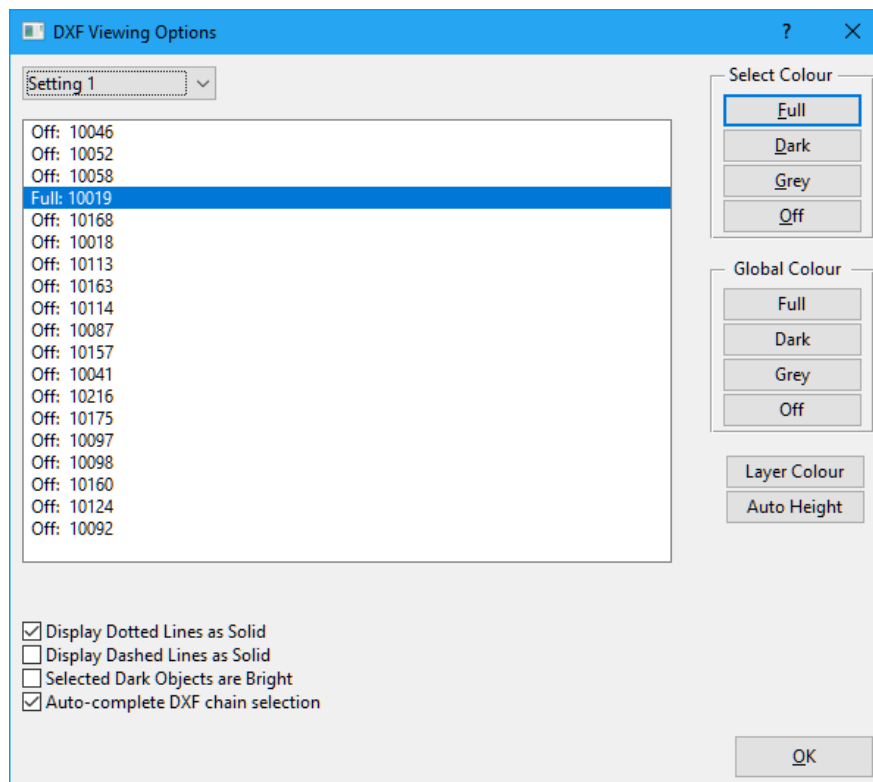 DXF Viewing Options
Setting 1
Off: 10046
Off: 10052
Off: 10058
Full: 10019
Off: 10168
Off: 10018
Off: 10113
Off: 10163
Off: 10114
Off: 10087
Off: 10157
Off: 10041
Off: 10216
Off: 10175
Off: 10097
Off: 10098
Off: 10160
Off: 10124
Off: 10092
Display Dotted Lines as Solid
Display Dashed Lines as Solid
Selected Dark Objects are Bright
Auto-complete DXF chain selection
Select Colour
Full
Dark
Grey
Off
Global Colour
Full
Dark
Grey
Off
Layer Colour
Auto Height
OK